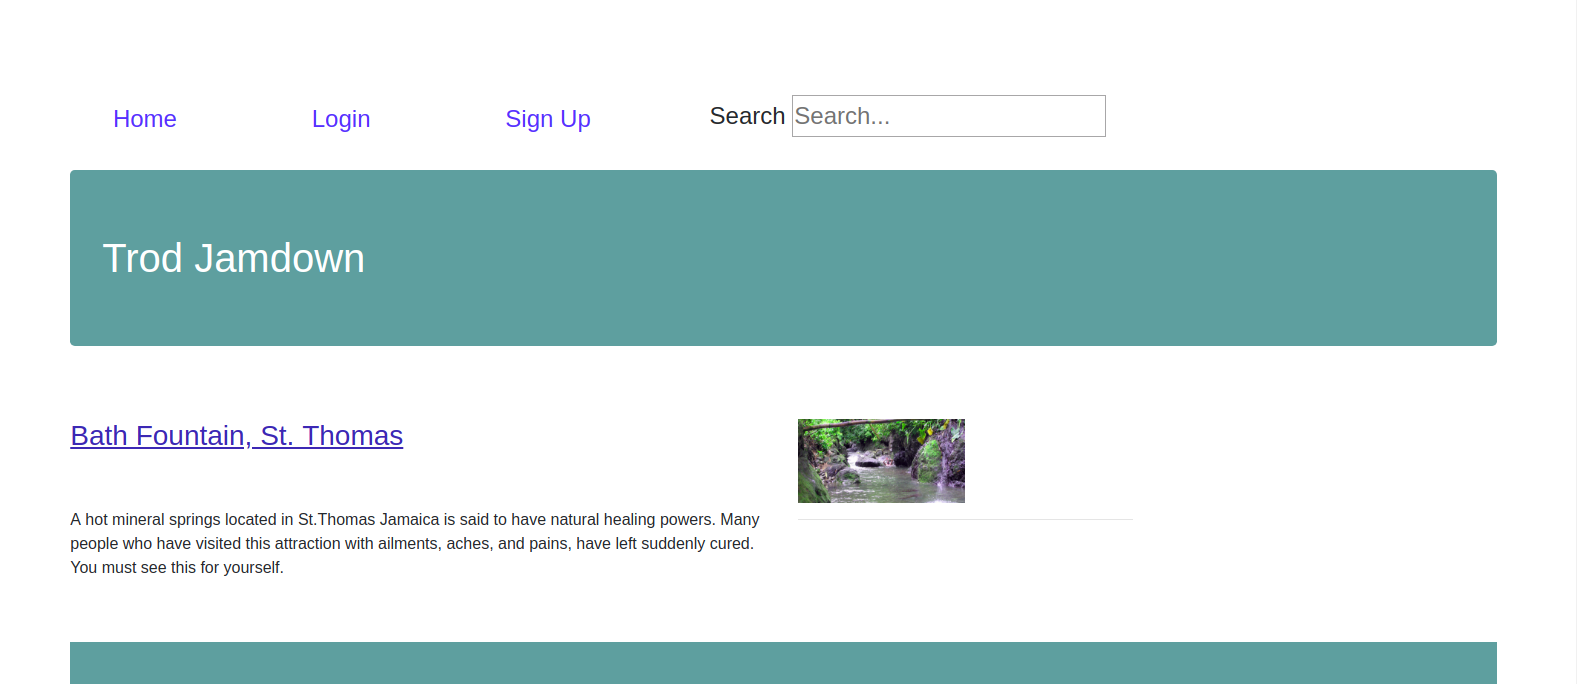 Home Login Sign Up Search Search...
Trod Jamdown
Bath Fountain, St. Thomas
A hot mineral springs located in St.Thomas Jamaica is said to have natural healing powers. Many
people who have visited this attraction with ailments, aches, and pains, have left suddenly cured.
You must see this for yourself.